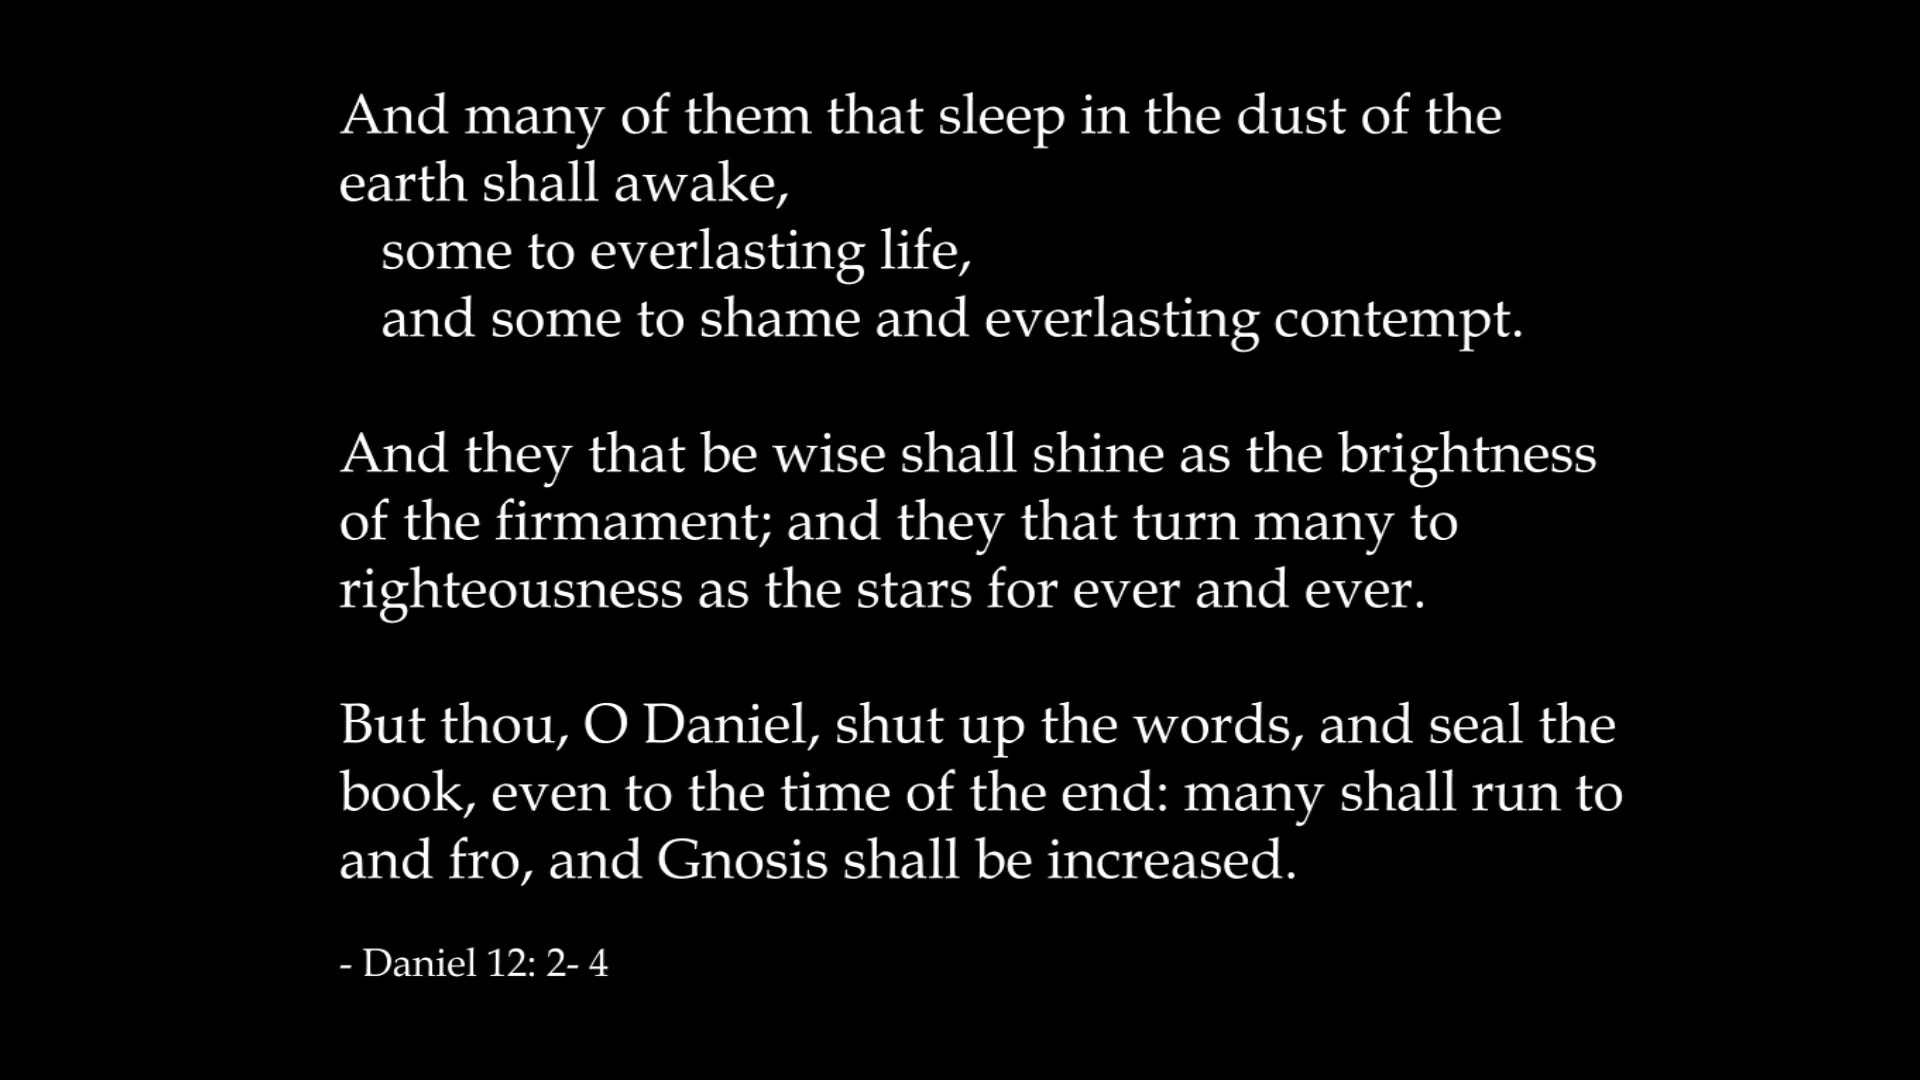 And many of them that sleep in the dust of the
earth shall awake,
some to everlasting life,
and some to shame and everlasting contempt.
And they that be wise shall shine as the brightness
of the firmament; and they that turn many to
righteousness as the stars for ever and ever.
But thou, O Daniel, shut up the words, and seal the
book, even to the time of the end: many shall run to
and fro, and Gnosis shall be increased.
- Daniel 12: 2- 4